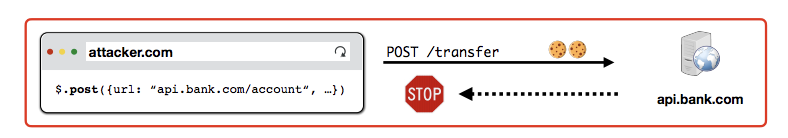 attacker.com
$.post({url: “api.bank.com/account“, …})
POST /transfer
STOP
api.bank.com